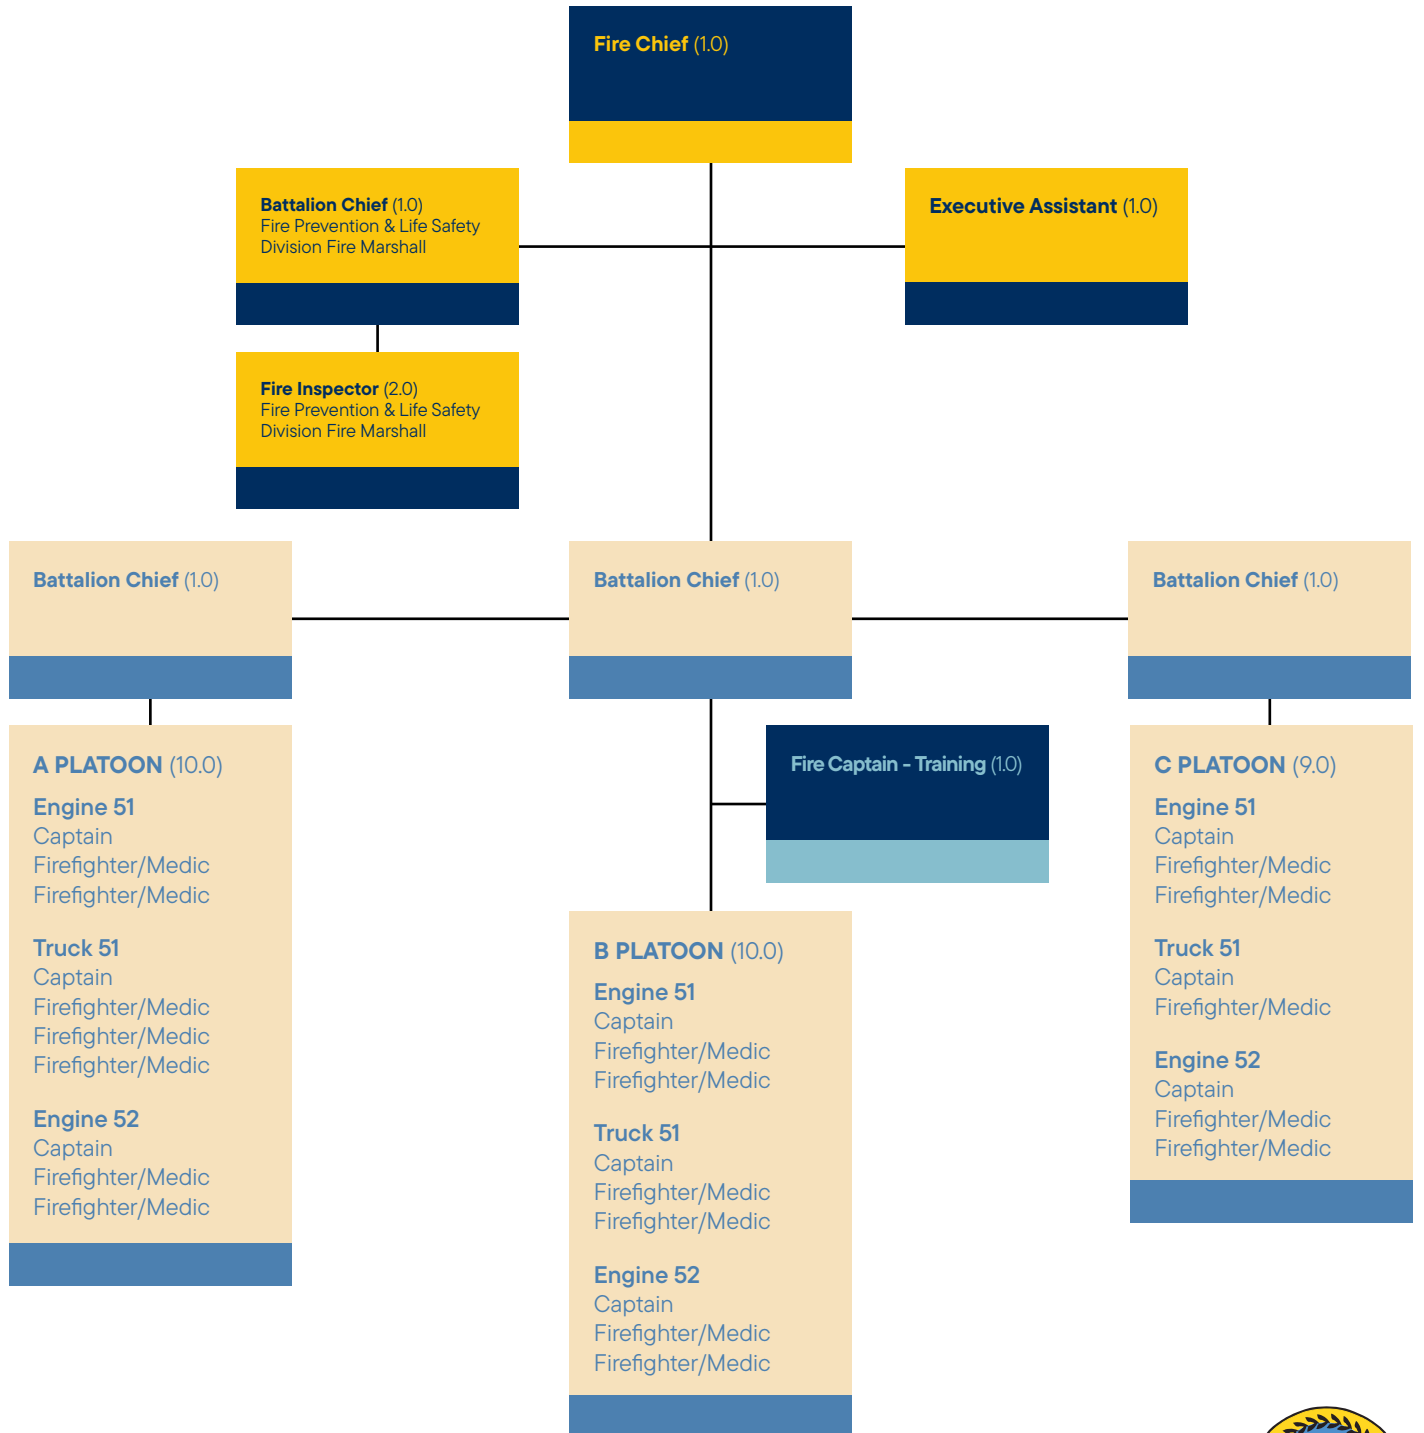 Fire Chief (1.0)
Battalion Chief (1.0)
Fire Prevention & Life Safety
Division Fire Marshall
Executive Assistant (1.0)
Fire Inspector (2.0)
Fire Prevention & Life Safety
Division Fire Marshall
Battalion Chief (1.0)
Battalion Chief (1.0)
Battalion Chief (1.0)
A PLATOON (10.0)
Engine 51
Captain
Firefighter/Medic
Firefighter/Medic
Truck 51
Captain
Firefighter/Medic
Firefighter/Medic
Firefighter/Medic
Engine 52
Captain
Firefighter/Medic
Firefighter/Medic
Fire Captain - Training (1.0)
B PLATOON (10.0)
Engine 51
Captain
Firefighter/Medic
Firefighter/Medic
Truck 51
Captain
Firefighter/Medic
Firefighter/Medic
Engine 52
Captain
Firefighter/Medic
Firefighter/Medic
C PLATOON (9.0)
Engine 51
Captain
Firefighter/Medic
Firefighter/Medic
Truck 51
Captain
Firefighter/Medic
Engine 52
Captain
Firefighter/Medic
Firefighter/Medic